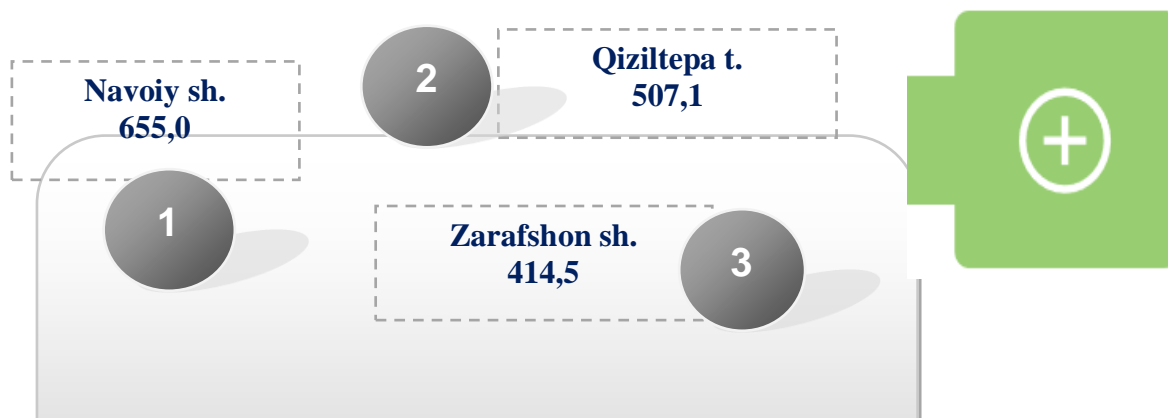 Navoiy sh.
655,0
1
2
Qiziltepa t.
507,1
Zarafshon sh.
414,5
3